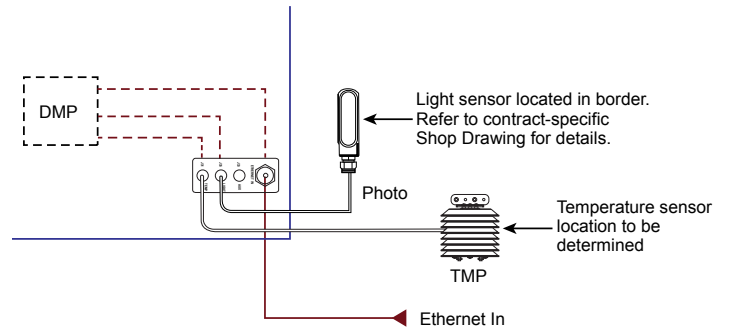 DMP
Light sensor located in border.
Refer to contract-specific
Shop Drawing for details.
Photo
Temperature sensor
location to be
determined
TMP
Ethernet In